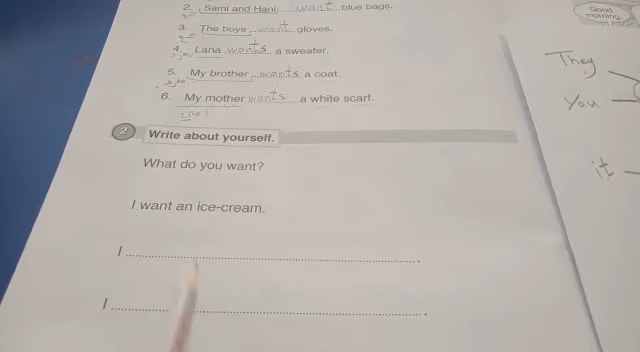 2. Sami and Hani want blue bags.
Good morning.
3. The boys want gloves.
They
4. Lana wants a sweater.
مفرد
5. My brother wants a coat.
مفرد
you
6. My mother wants a white scarf.
2 Write about yourself.
What do you want?
it
I want an ice-cream.
I ........ .
I ........ .